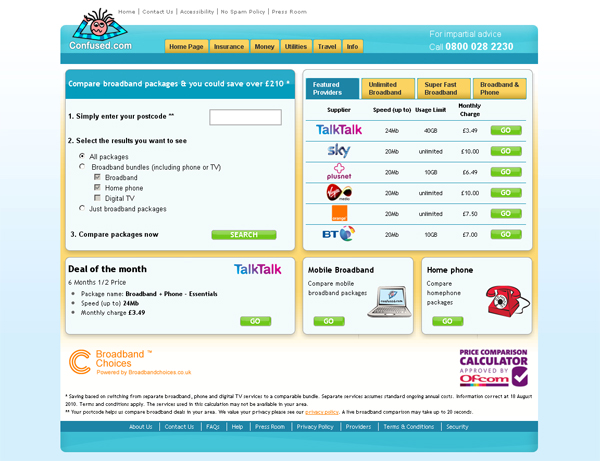 Home | Contact Us | Accessibility | No Spam Policy | Press Room
Confused.com
For impartial advice
Call 0800 028 2230
Home Page Insurance Money Utilities Travel Info
Compare broadband packages & you could save over £210 *
1. Simply enter your postcode **
2. Select the results you want to see
All packages
Broadband bundles (including phone or TV)
Broadband
Home phone
Digital TV
Just broadband packages
3. Compare packages now SEARCH
Featured Providers Unlimited Broadband Super Fast Broadband Broadband & Phone
Supplier Speed (up to) Usage Limit Monthly Charge
TalkTalk 24Mb 40GB £3.49 GO
sky 20Mb unlimited £10.00 GO
plusnet 20Mb 10GB £6.49 GO
Virgin media 20Mb unlimited £10.00 GO
orange 20Mb unlimited £7.50 GO
BT 20Mb 10GB £7.00 GO
Deal of the month TalkTalk
6 Months 1/2 Price
Package name: Broadband + Phone - Essentials
Speed (up to) 24Mb
Monthly charge £3.49
GO
Mobile Broadband
Compare mobile
broadband packages
Confused.com
GO
Home phone
Compare
homephone
packages
GO
Broadband ™
Choices
Powered by Broadbandchoices.co.uk
PRICE COMPARISON
CALCULATOR
APPROVED BY
Ofcom
* Saving based on switching from separate broadband, phone and digital TV services to a comparable bundle. Separate services assumes standard ongoing annual costs. Information correct at 18 August
2010. Terms and conditions apply. The services used in this calculation may not be available in your area.
** Your postcode helps us compare broadband deals in your area. We value your privacy please see our privacy policy. A live broadband comparison may take up to 20 seconds.
About Us | Contact Us | FAQs | Help | Press Room | Privacy Policy | Providers | Terms & Conditions | Security